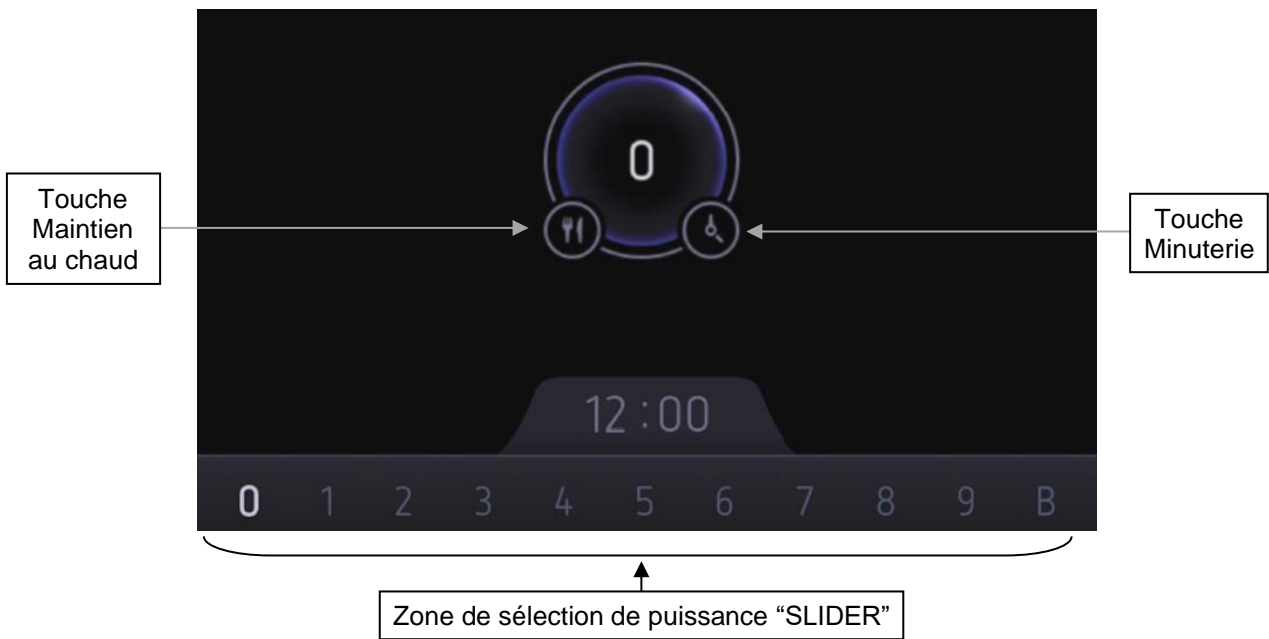 0
Touche
Maintien
au chaud
Touche
Minuterie
12:00
0 1 2 3 4 5 6 7 8 9 B
Zone de sélection de puissance “SLIDER”